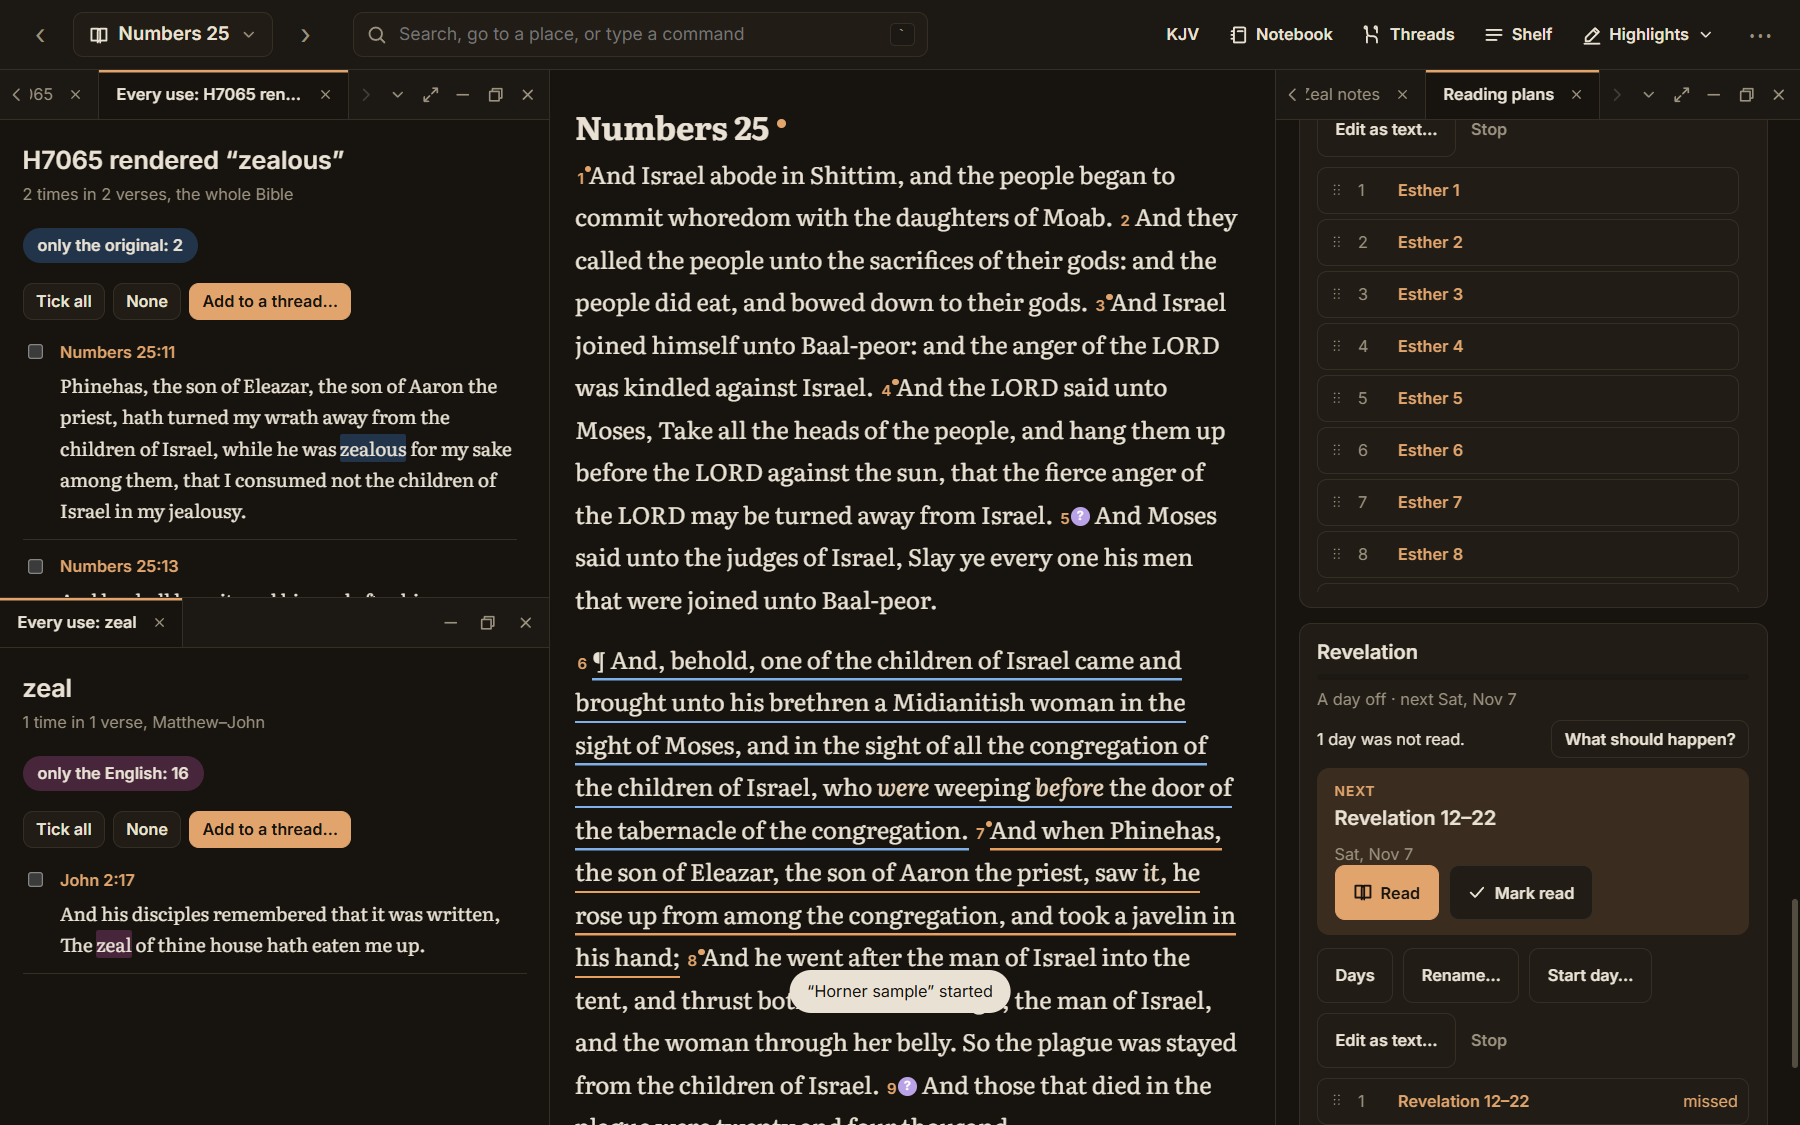 Numbers 25
Search, go to a place, or type a command
`
KJV
Notebook
Threads
Shelf
Highlights
065
Every use: H7065 ren...
H7065 rendered “zealous”
2 times in 2 verses, the whole Bible
only the original: 2
Tick all
None
Add to a thread...
Numbers 25:11
Phinehas, the son of Eleazar, the son of Aaron the
priest, hath turned my wrath away from the
children of Israel, while he was zealous for my sake
among them, that I consumed not the children of
Israel in my jealousy.
Numbers 25:13
Every use: zeal
zeal
1 time in 1 verse, Matthew–John
only the English: 16
Tick all
None
Add to a thread...
John 2:17
And his disciples remembered that it was written,
The zeal of thine house hath eaten me up.
Numbers 25
1 And Israel abode in Shittim, and the people began to
commit whoredom with the daughters of Moab. 2 And they
called the people unto the sacrifices of their gods: and the
people did eat, and bowed down to their gods. 3 And Israel
joined himself unto Baal-peor: and the anger of the LORD
was kindled against Israel. 4 And the LORD said unto
Moses, Take all the heads of the people, and hang them up
before the LORD against the sun, that the fierce anger of
the LORD may be turned away from Israel. 5 ? And Moses
said unto the judges of Israel, Slay ye every one his men
that were joined unto Baal-peor.
6 ¶ And, behold, one of the children of Israel came and
brought unto his brethren a Midianitish woman in the
sight of Moses, and in the sight of all the congregation of
the children of Israel, who were weeping before the door of
the tabernacle of the congregation. 7 And when Phinehas,
the son of Eleazar, the son of Aaron the priest, saw it, he
rose up from among the congregation, and took a javelin in
his hand; 8 And he went after the man of Israel into the
tent, and thrust the man of Israel,
“Horner sample” started
and the woman through her belly. So the plague was stayed
from the children of Israel. 9 ? And those that died in the
plague were twenty and four thousand.
Zeal notes
Reading plans
Edit as text...
Stop
1 Esther 1
2 Esther 2
3 Esther 3
4 Esther 4
5 Esther 5
6 Esther 6
7 Esther 7
8 Esther 8
Revelation
A day off · next Sat, Nov 7
1 day was not read.
What should happen?
NEXT
Revelation 12–22
Sat, Nov 7
Read
Mark read
Days
Rename...
Start day...
Edit as text...
Stop
1 Revelation 12–22 missed